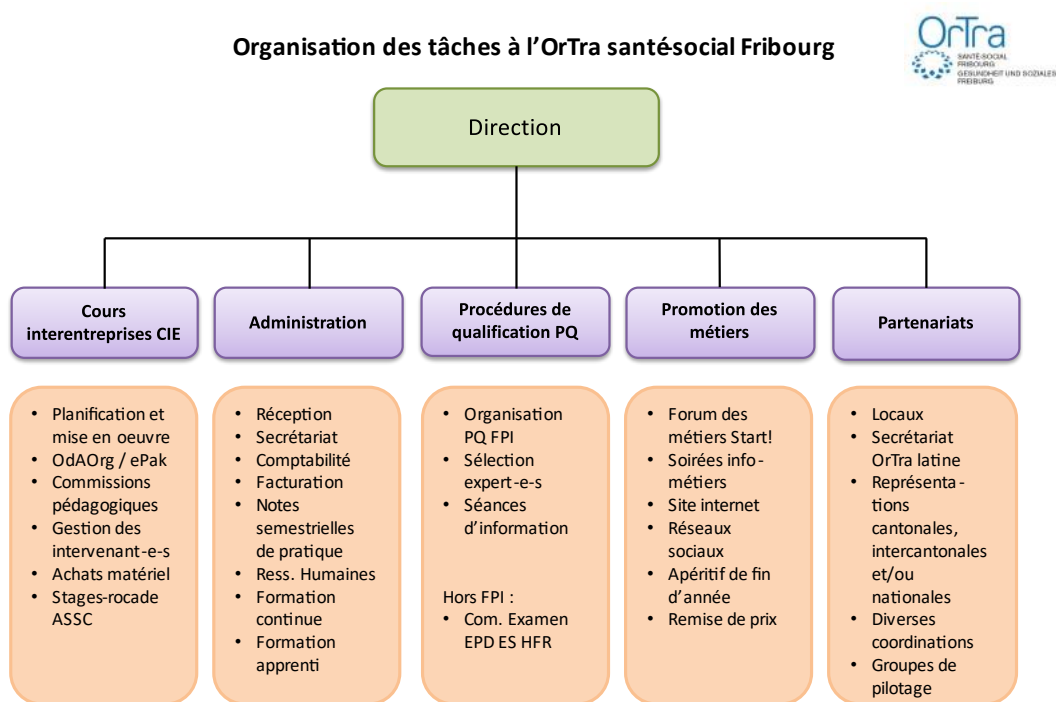 Organisation des tâches à l'OrTra santé-social Fribourg
OrTra
SANTÉ-SOCIAL
FRIBOURG
GESUNDHEIT UND SOZIALES
FREIBURG
Direction
Cours
interentreprises CIE
Administration
Procédures de
qualification PQ
Promotion des
métiers
Partenariats
• Planification et
mise en oeuvre
• OdAOrg / ePak
• Commissions
pédagogiques
• Gestion des
intervenant-e-s
• Achats matériel
• Stages-rocade
ASSC
• Réception
• Secrétariat
• Comptabilité
• Facturation
• Notes
semestrielles
de pratique
• Ress. Humaines
• Formation
continue
• Formation
apprenti
• Organisation
PQ FPI
• Sélection
expert-e-s
• Séances
d'information
Hors FPI :
• Com. Examen
EPD ES HFR
• Forum des
métiers Start!
• Soirées info-
métiers
• Site internet
• Réseaux
sociaux
• Apéritif de fin
d'année
• Remise de prix
• Locaux
• Secrétariat
OrTra latine
• Représenta-
tions
cantonales,
intercantonales
et/ou
nationales
• Diverses
coordinations
• Groupes de
pilotage